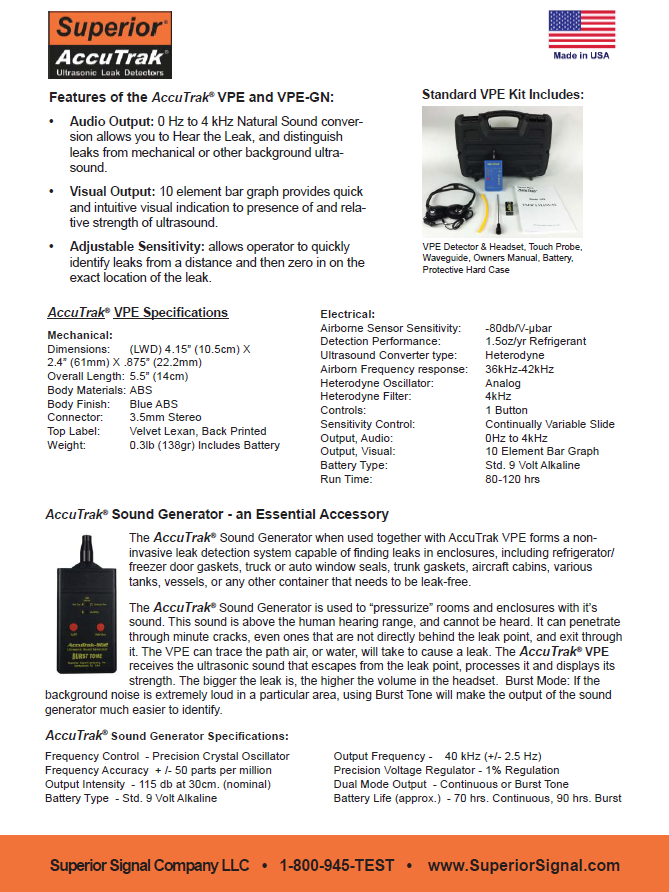 Superior®
AccuTrak®
Ultrasonic Leak Detectors
Made in USA
Features of the AccuTrak® VPE and VPE-GN:
• Audio Output: 0 Hz to 4 kHz Natural Sound conver-
sion allows you to Hear the Leak, and distinguish
leaks from mechanical or other background ultra-
sound.
• Visual Output: 10 element bar graph provides quick
and intuitive visual indication to presence of and rela-
tive strength of ultrasound.
• Adjustable Sensitivity: allows operator to quickly
identify leaks from a distance and then zero in on the
exact location of the leak.
Standard VPE Kit Includes:
VPE Detector & Headset, Touch Probe,
Waveguide, Owners Manual, Battery,
Protective Hard Case
AccuTrak® VPE Specifications
Mechanical:
Dimensions: (LWD) 4.15” (10.5cm) X
2.4” (61mm) X .875” (22.2mm)
Overall Length: 5.5” (14cm)
Body Materials: ABS
Body Finish: Blue ABS
Connector: 3.5mm Stereo
Top Label: Velvet Lexan, Back Printed
Weight: 0.3lb (138gr) Includes Battery
Electrical:
Airborne Sensor Sensitivity: -80db/V-µbar
Detection Performance: 1.5oz/yr Refrigerant
Ultrasound Converter type: Heterodyne
Airborn Frequency response: 36kHz-42kHz
Heterodyne Oscillator: Analog
Heterodyne Filter: 4kHz
Controls: 1 Button
Sensitivity Control: Continually Variable Slide
Output, Audio: 0Hz to 4kHz
Output, Visual: 10 Element Bar Graph
Battery Type: Std. 9 Volt Alkaline
Run Time: 80-120 hrs
AccuTrak® Sound Generator - an Essential Accessory
The AccuTrak® Sound Generator when used together with AccuTrak VPE forms a non-
invasive leak detection system capable of finding leaks in enclosures, including refrigerator/
freezer door gaskets, truck or auto window seals, trunk gaskets, aircraft cabins, various
tanks, vessels, or any other container that needs to be leak-free.
The AccuTrak® Sound Generator is used to “pressurize” rooms and enclosures with it’s
sound. This sound is above the human hearing range, and cannot be heard. It can penetrate
through minute cracks, even ones that are not directly behind the leak point, and exit through
it. The VPE can trace the path air, or water, will take to cause a leak. The AccuTrak® VPE
receives the ultrasonic sound that escapes from the leak point, processes it and displays its
strength. The bigger the leak is, the higher the volume in the headset. Burst Mode: If the
background noise is extremely loud in a particular area, using Burst Tone will make the output of the sound
generator much easier to identify.
BURST TONE
AccuTrak® Sound Generator Specifications:
Frequency Control - Precision Crystal Oscillator
Frequency Accuracy + /- 50 parts per million
Output Intensity - 115 db at 30cm. (nominal)
Battery Type - Std. 9 Volt Alkaline
Output Frequency - 40 kHz (+/- 2.5 Hz)
Precision Voltage Regulator - 1% Regulation
Dual Mode Output - Continuous or Burst Tone
Battery Life (approx.) - 70 hrs. Continuous, 90 hrs. Burst
Superior Signal Company LLC • 1-800-945-TEST • www.SuperiorSignal.com